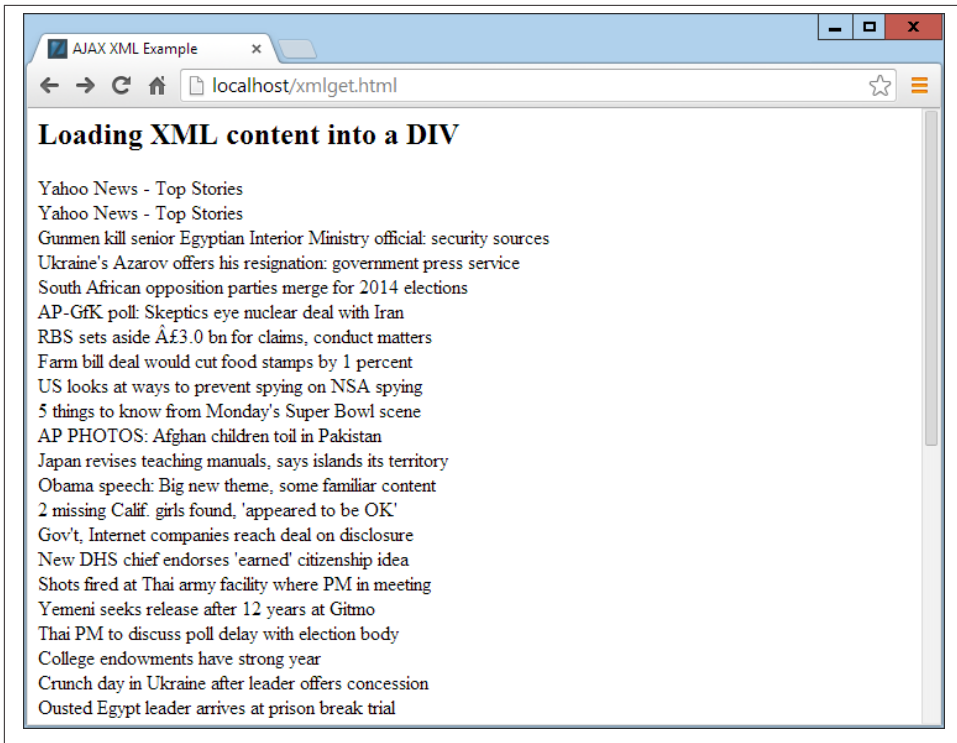 AJAX XML Example
localhost/xmlget.html
Loading XML content into a DIV
Yahoo News - Top Stories
Yahoo News - Top Stories
Gunmen kill senior Egyptian Interior Ministry official: security sources
Ukraine's Azarov offers his resignation: government press service
South African opposition parties merge for 2014 elections
AP-GfK poll: Skeptics eye nuclear deal with Iran
RBS sets aside Â£3.0 bn for claims, conduct matters
Farm bill deal would cut food stamps by 1 percent
US looks at ways to prevent spying on NSA spying
5 things to know from Monday's Super Bowl scene
AP PHOTOS: Afghan children toil in Pakistan
Japan revises teaching manuals, says islands its territory
Obama speech: Big new theme, some familiar content
2 missing Calif. girls found, 'appeared to be OK'
Gov't, Internet companies reach deal on disclosure
New DHS chief endorses 'earned' citizenship idea
Shots fired at Thai army facility where PM in meeting
Yemeni seeks release after 12 years at Gitmo
Thai PM to discuss poll delay with election body
College endowments have strong year
Crunch day in Ukraine after leader offers concession
Ousted Egypt leader arrives at prison break trial